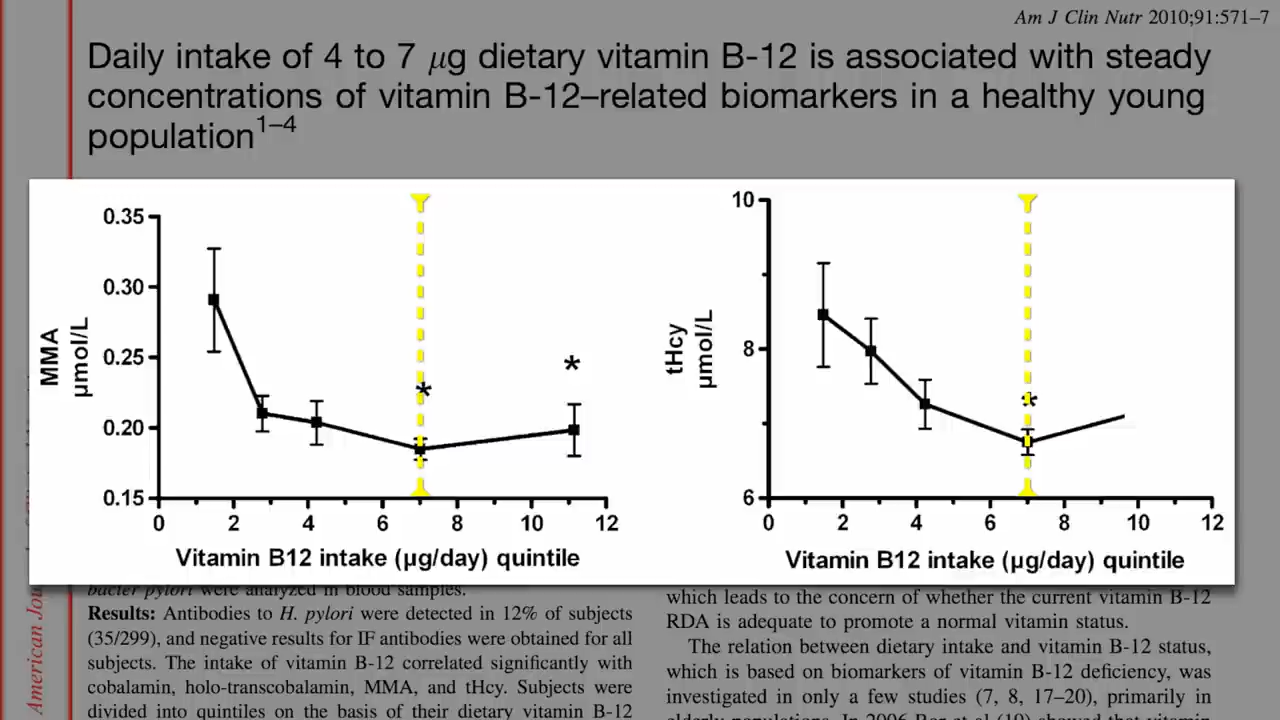 Am J Clin Nutr 2010;91:571–7
Daily intake of 4 to 7 μg dietary vitamin B-12 is associated with steady
concentrations of vitamin B-12–related biomarkers in a healthy young
population1–4
0.35
0.30
0.25
0.20
0.15
MMA
μmol/L
*
*
0 2 4 6 8 10 12
Vitamin B12 intake (μg/day) quintile
10
8
6
tHcy
μmol/L
*
0 2 4 6 8 10 12
Vitamin B12 intake (μg/day) quintile
American Jou
bacter pylori were analyzed in blood samples.
Results: Antibodies to H. pylori were detected in 12% of subjects
(35/299), and negative results for IF antibodies were obtained for all
subjects. The intake of vitamin B-12 correlated significantly with
cobalamin, holo-transcobalamin, MMA, and tHcy. Subjects were
divided into quintiles on the basis of their dietary vitamin B-12
which leads to the concern of whether the current vitamin B-12
RDA is adequate to promote a normal vitamin status.
The relation between dietary intake and vitamin B-12 status,
which is based on biomarkers of vitamin B-12 deficiency, was
investigated in only a few studies (7, 8, 17–20), primarily in